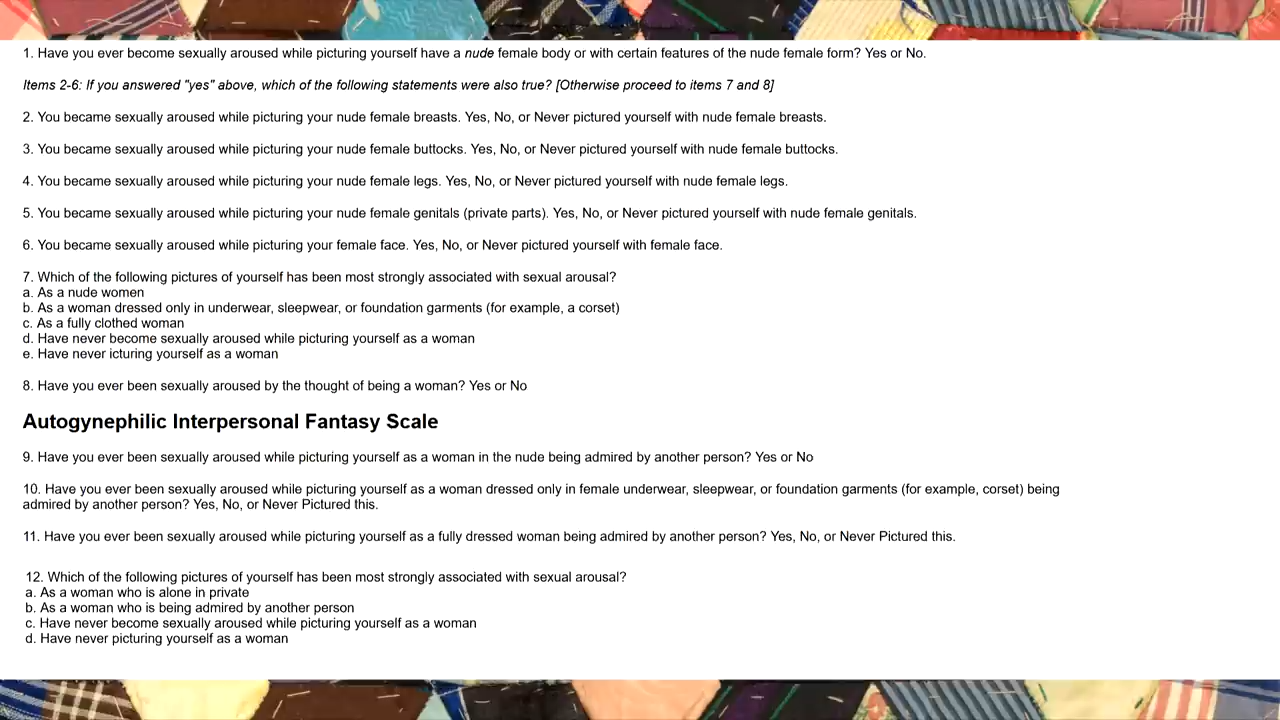 1. Have you ever become sexually aroused while picturing yourself have a nude female body or with certain features of the nude female form? Yes or No.
Items 2-6: If you answered "yes" above, which of the following statements were also true? [Otherwise proceed to items 7 and 8]
2. You became sexually aroused while picturing your nude female breasts. Yes, No, or Never pictured yourself with nude female breasts.
3. You became sexually aroused while picturing your nude female buttocks. Yes, No, or Never pictured yourself with nude female buttocks.
4. You became sexually aroused while picturing your nude female legs. Yes, No, or Never pictured yourself with nude female legs.
5. You became sexually aroused while picturing your nude female genitals (private parts). Yes, No, or Never pictured yourself with nude female genitals.
6. You became sexually aroused while picturing your female face. Yes, No, or Never pictured yourself with female face.
7. Which of the following pictures of yourself has been most strongly associated with sexual arousal?
a. As a nude women
b. As a woman dressed only in underwear, sleepwear, or foundation garments (for example, a corset)
c. As a fully clothed woman
d. Have never become sexually aroused while picturing yourself as a woman
e. Have never icturing yourself as a woman
8. Have you ever been sexually aroused by the thought of being a woman? Yes or No
Autogynephilic Interpersonal Fantasy Scale
9. Have you ever been sexually aroused while picturing yourself as a woman in the nude being admired by another person? Yes or No
10. Have you ever been sexually aroused while picturing yourself as a woman dressed only in female underwear, sleepwear, or foundation garments (for example, corset) being
admired by another person? Yes, No, or Never Pictured this.
11. Have you ever been sexually aroused while picturing yourself as a fully dressed woman being admired by another person? Yes, No, or Never Pictured this.
12. Which of the following pictures of yourself has been most strongly associated with sexual arousal?
a. As a woman who is alone in private
b. As a woman who is being admired by another person
c. Have never become sexually aroused while picturing yourself as a woman
d. Have never picturing yourself as a woman